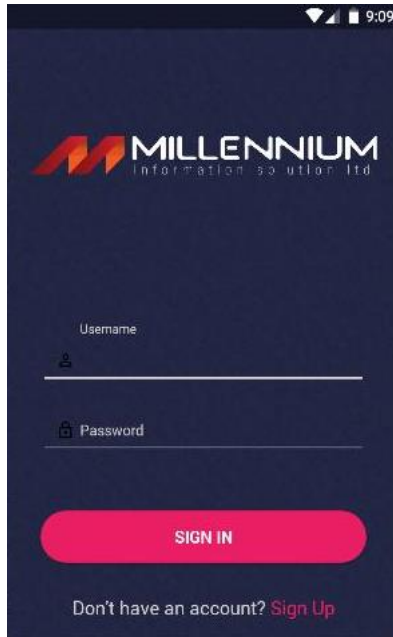 9:09
MILLENNIUM
Information solution ltd
Username
Password
SIGN IN
Don't have an account? Sign Up